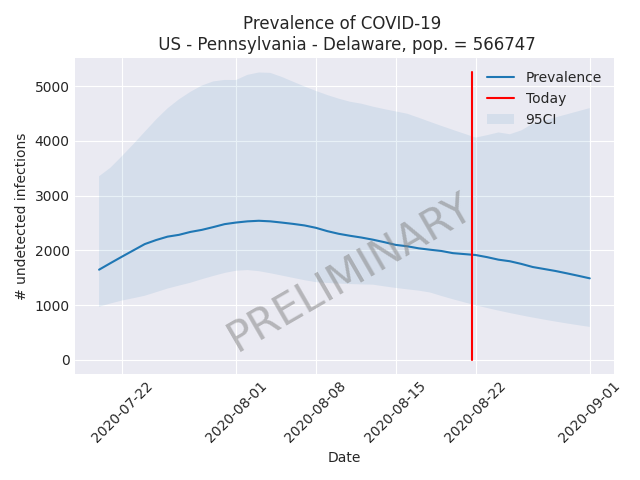 Prevalence of COVID-19
US - Pennsylvania - Delaware, pop. = 566747
Prevalence
Today
95CI
# undetected infections
5000
4000
3000
2000
1000
0
PRELIMINARY
2020-07-22
2020-08-01
2020-08-08
2020-08-15
2020-08-22
2020-09-01
Date